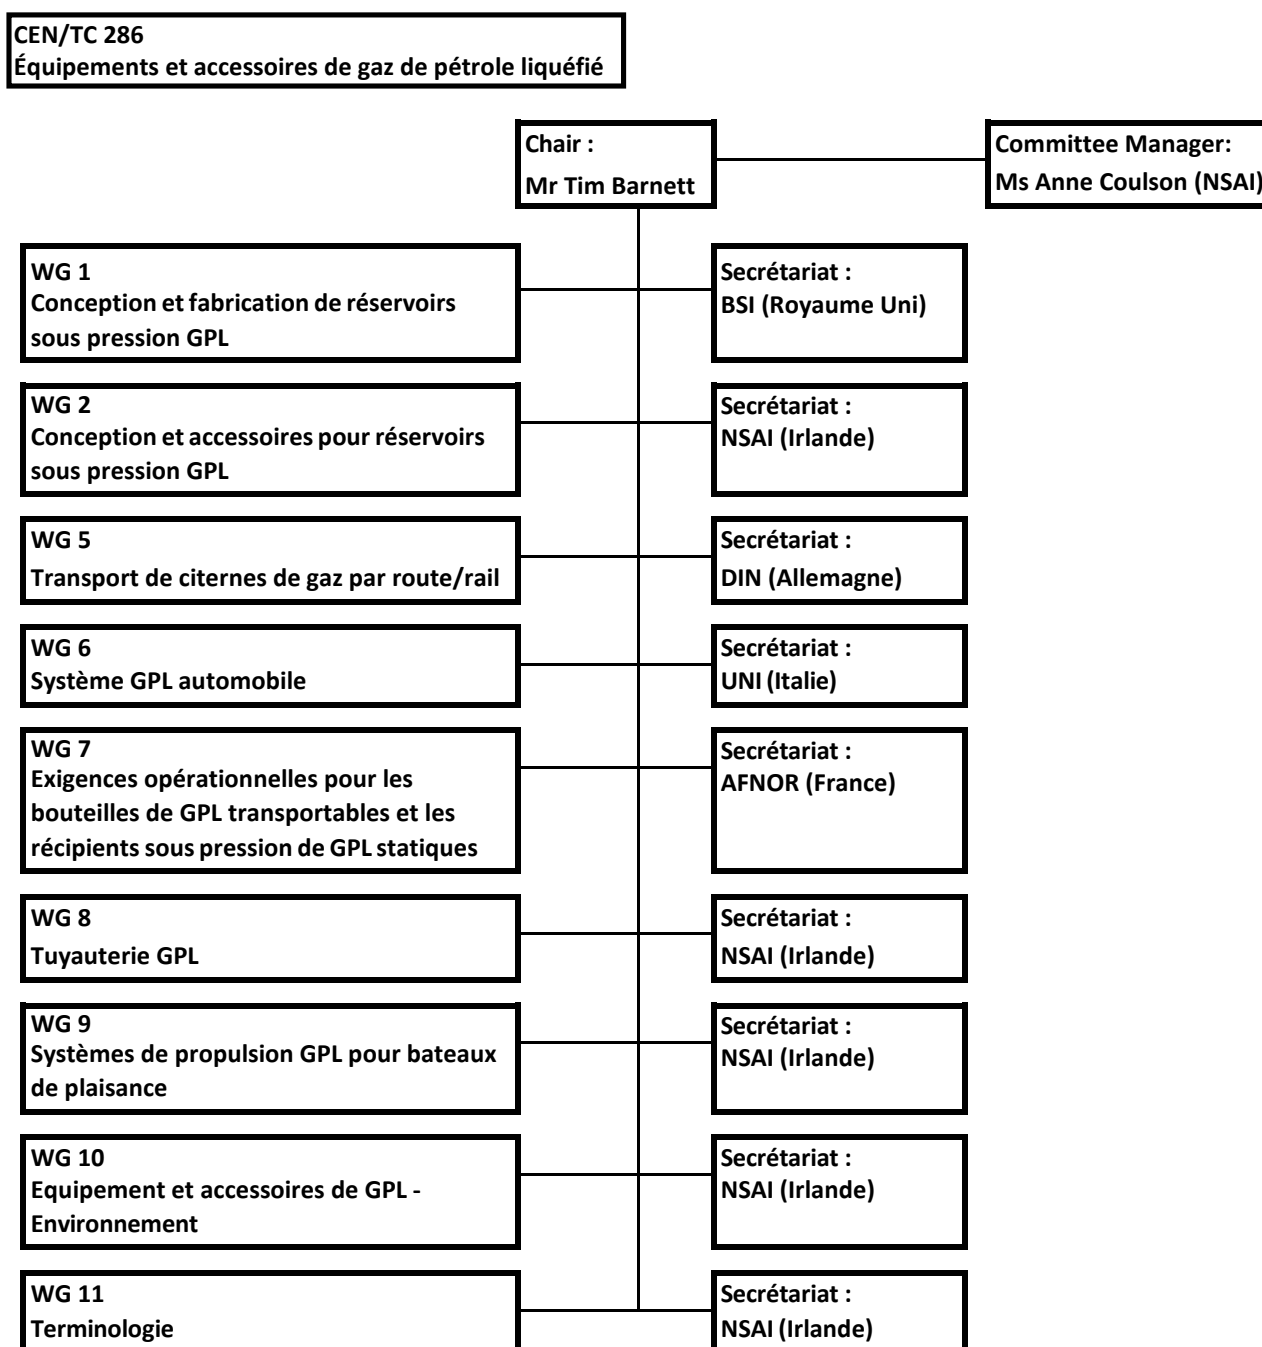 CEN/TC 286
Équipements et accessoires de gaz de pétrole liquéfié
Chair :
Mr Tim Barnett
Committee Manager:
Ms Anne Coulson (NSAI)
WG 1
Conception et fabrication de réservoirs
sous pression GPL
Secrétariat :
BSI (Royaume Uni)
WG 2
Conception et accessoires pour réservoirs
sous pression GPL
Secrétariat :
NSAI (Irlande)
WG 5
Transport de citernes de gaz par route/rail
Secrétariat :
DIN (Allemagne)
WG 6
Système GPL automobile
Secrétariat :
UNI (Italie)
WG 7
Exigences opérationnelles pour les
bouteilles de GPL transportables et les
récipients sous pression de GPL statiques
Secrétariat :
AFNOR (France)
WG 8
Tuyauterie GPL
Secrétariat :
NSAI (Irlande)
WG 9
Systèmes de propulsion GPL pour bateaux
de plaisance
Secrétariat :
NSAI (Irlande)
WG 10
Equipement et accessoires de GPL -
Environnement
Secrétariat :
NSAI (Irlande)
WG 11
Terminologie
Secrétariat :
NSAI (Irlande)